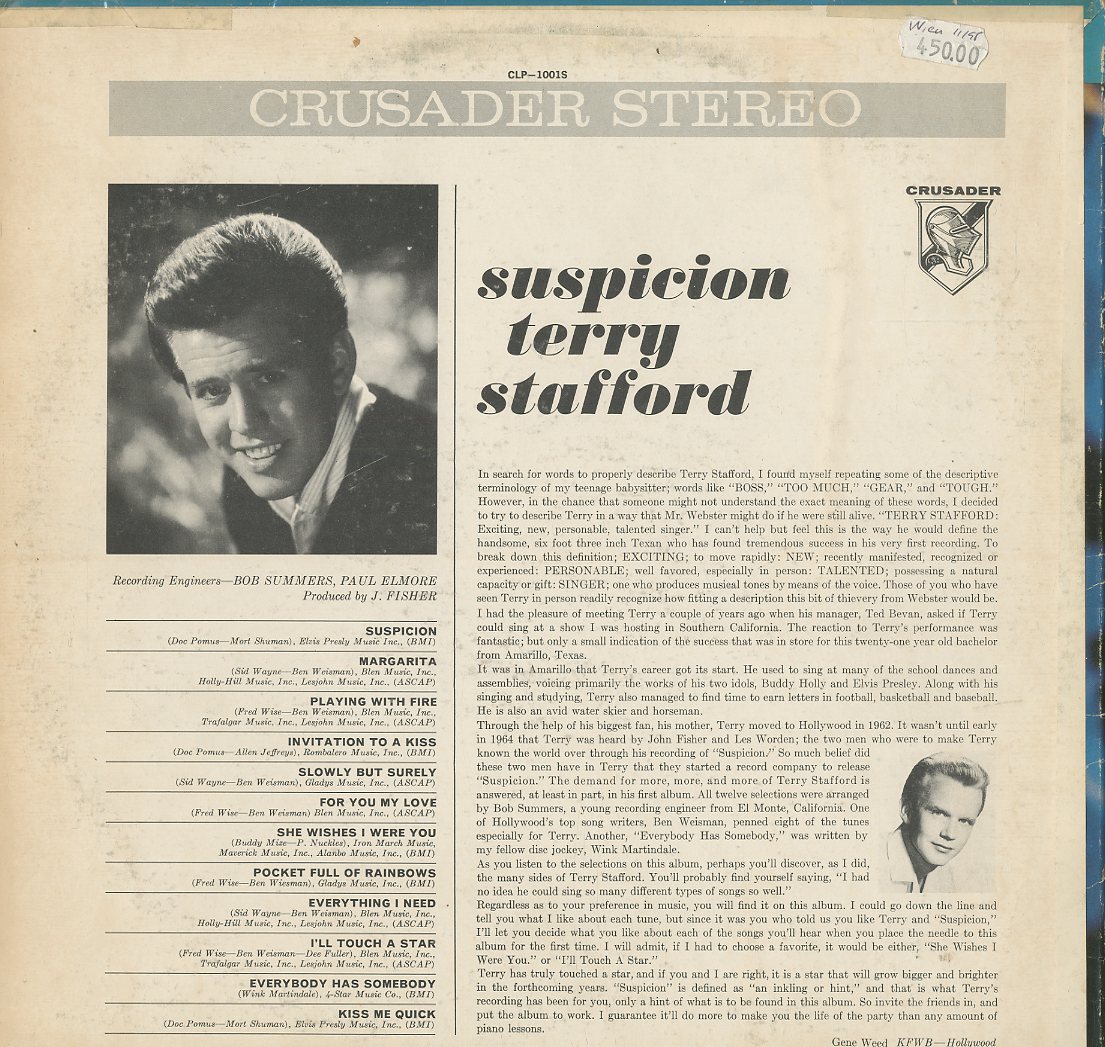 Wien 11/95
450.00
CLP—1001S
CRUSADER STEREO
CRUSADER
suspicion
terry
stafford
Recording Engineers—BOB SUMMERS, PAUL ELMORE
Produced by J. FISHER
SUSPICION
(Doc Pomus—Mort Shuman), Elvis Presly Music Inc., (BMI)
MARGARITA
(Sid Wayne—Ben Weisman), Blen Music, Inc.,
Holly-Hill Music, Inc., Lesjohn Music, Inc., (ASCAP)
PLAYING WITH FIRE
(Fred Wise—Ben Weisman), Blen Music, Inc.,
Trafalgar Music, Inc., Lesjohn Music, Inc., (ASCAP)
INVITATION TO A KISS
(Doc Pomus—Allen Jeffreys), Rombalero Music, Inc., (BMI)
SLOWLY BUT SURELY
(Sid Wayne—Ben Weisman), Gladys Music, Inc., (ASCAP)
FOR YOU MY LOVE
(Fred Wise—Ben Weisman) Blen Music, Inc., (ASCAP)
SHE WISHES I WERE YOU
(Buddy Mize—P. Nuckles), Iron March Music,
Maverick Music, Inc., Alanbo Music, Inc., (BMI)
POCKET FULL OF RAINBOWS
(Fred Wise—Ben Wiesman), Gladys Music, Inc., (BMI)
EVERYTHING I NEED
(Sid Wayne—Ben Weisman), Blen Music, Inc.,
Holly-Hill Music, Inc., Lesjohn Music, Inc., (ASCAP)
I'LL TOUCH A STAR
(Fred Wise—Ben Weisman—Dee Fuller), Blen Music, Inc.,
Trafalgar Music, Inc., Lesjohn Music, Inc., (ASCAP)
EVERYBODY HAS SOMEBODY
(Wink Martindale), 4-Star Music Co., (BMI)
KISS ME QUICK
(Doc Pomus—Mort Shuman), Elvis Presly Music, Inc., (BMI)
In search for words to properly describe Terry Stafford, I found myself repeating some of the descriptive
terminology of my teenage babysitter; words like “BOSS,” “TOO MUCH,” “GEAR,” and “TOUGH.”
However, in the chance that someone might not understand the exact meaning of these words, I decided
to try to describe Terry in a way that Mr. Webster might do if he were still alive. “TERRY STAFFORD:
Exciting, new, personable, talented singer.” I can’t help but feel this is the way he would define the
handsome, six foot three inch Texan who has found tremendous success in his very first recording. To
break down this definition; EXCITING; to move rapidly: NEW; recently manifested, recognized or
experienced: PERSONABLE; well favored, especially in person: TALENTED; possessing a natural
capacity or gift: SINGER; one who produces musical tones by means of the voice. Those of you who have
seen Terry in person readily recognize how fitting a description this bit of thievery from Webster would be.
I had the pleasure of meeting Terry a couple of years ago when his manager, Ted Bevan, asked if Terry
could sing at a show I was hosting in Southern California. The reaction to Terry’s performance was
fantastic; but only a small indication of the success that was in store for this twenty-one year old bachelor
from Amarillo, Texas.
It was in Amarillo that Terry’s career got its start. He used to sing at many of the school dances and
assemblies, voicing primarily the works of his two idols, Buddy Holly and Elvis Presley. Along with his
singing and studying, Terry also managed to find time to earn letters in football, basketball and baseball.
He is also an avid water skier and horseman.
Through the help of his biggest fan, his mother, Terry moved to Hollywood in 1962. It wasn’t until early
in 1964 that Terry was heard by John Fisher and Les Worden; the two men who were to make Terry
known the world over through his recording of “Suspicion.” So much belief did
these two men have in Terry that they started a record company to release
“Suspicion.” The demand for more, more, and more of Terry Stafford is
answered, at least in part, in his first album. All twelve selections were arranged
by Bob Summers, a young recording engineer from El Monte, California. One
of Hollywood’s top song writers, Ben Weisman, penned eight of the tunes
especially for Terry. Another, “Everybody Has Somebody,” was written by
my fellow disc jockey, Wink Martindale.
As you listen to the selections on this album, perhaps you’ll discover, as I did,
the many sides of Terry Stafford. You’ll probably find yourself saying, “I had
no idea he could sing so many different types of songs so well.”
Regardless as to your preference in music, you will find it on this album. I could go down the line and
tell you what I like about each tune, but since it was you who told us you like Terry and “Suspicion,”
I’ll let you decide what you like about each of the songs you’ll hear when you place the needle to this
album for the first time. I will admit, if I had to choose a favorite, it would be either, “She Wishes I
Were You.” or “I’ll Touch A Star.”
Terry has truly touched a star, and if you and I are right, it is a star that will grow bigger and brighter
in the forthcoming years. “Suspicion” is defined as “an inkling or hint,” and that is what Terry’s
recording has been for you, only a hint of what is to be found in this album. So invite the friends in, and
put the album to work. I guarantee it’ll do more to make you the life of the party than any amount of
piano lessons.
Gene Weed KFWB—Hollywood